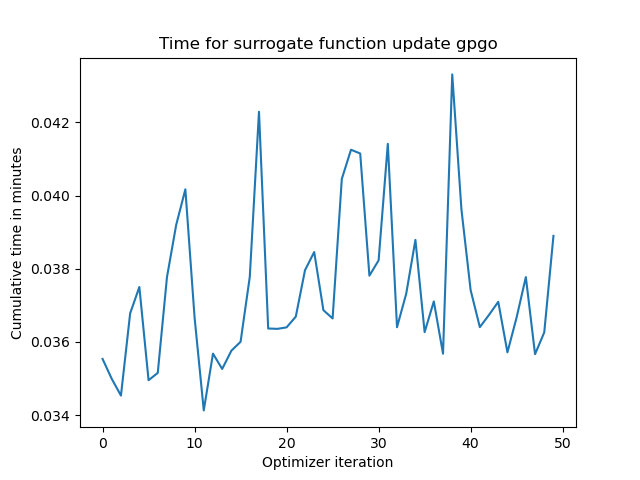 Time for surrogate function update gpgo
Cumulative time in minutes
0.042
0.040
0.038
0.036
0.034
0 10 20 30 40 50
Optimizer iteration